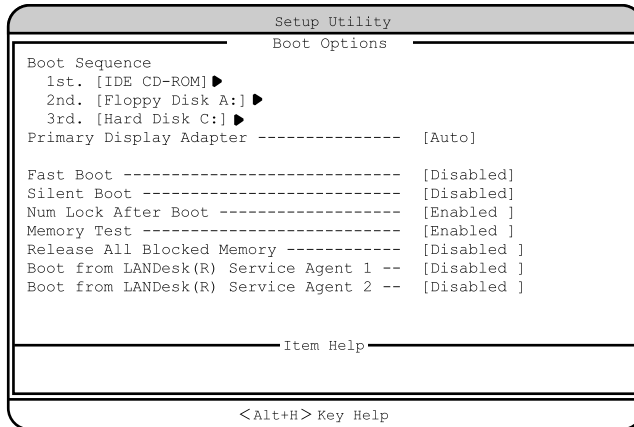 Setup Utility
Boot Options
Boot Sequence
1st. [IDE CD-ROM]
2nd. [Floppy Disk A:]
3rd. [Hard Disk C:]
Primary Display Adapter --------------- [Auto]
Fast Boot --------------------------- [Disabled]
Silent Boot --------------------------- [Disabled]
Num Lock After Boot ------------------- [Enabled ]
Memory Test --------------------------- [Enabled ]
Release All Blocked Memory ------------ [Disabled ]
Boot from LANDesk(R) Service Agent 1 -- [Disabled ]
Boot from LANDesk(R) Service Agent 2 -- [Disabled ]
Item Help
<Alt+H> Key Help